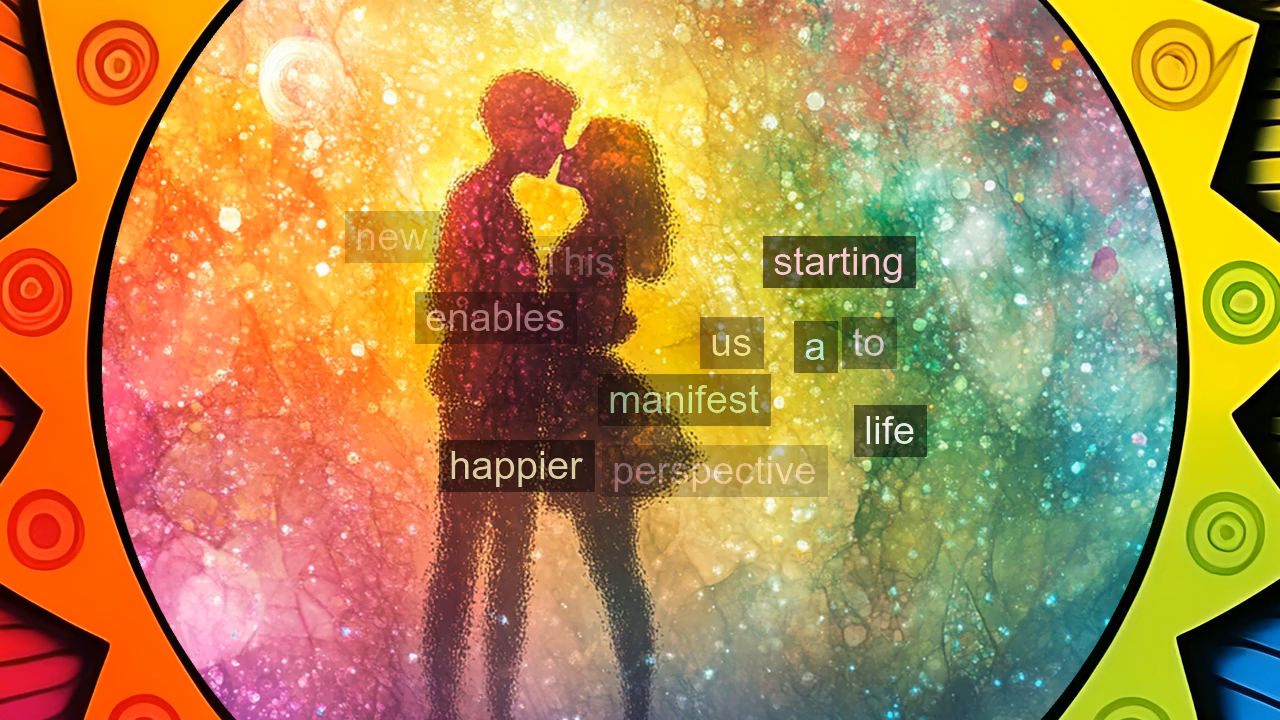 new
This
starting
enables
us
a
to
manifest
life
happier
perspective